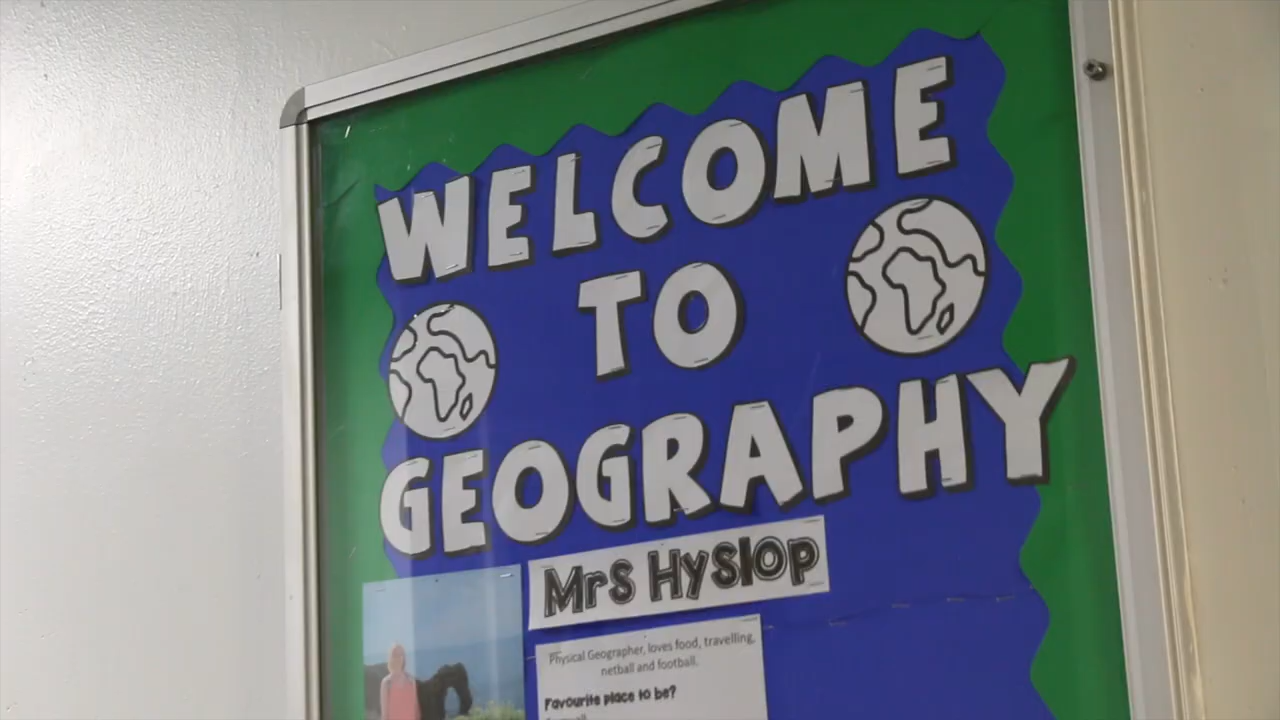 WELCOME
TO
GEOGRAPHY
Mrs Hyslop
Physical Geographer, loves food, travelling,
netball and football.
Favourite place to be?